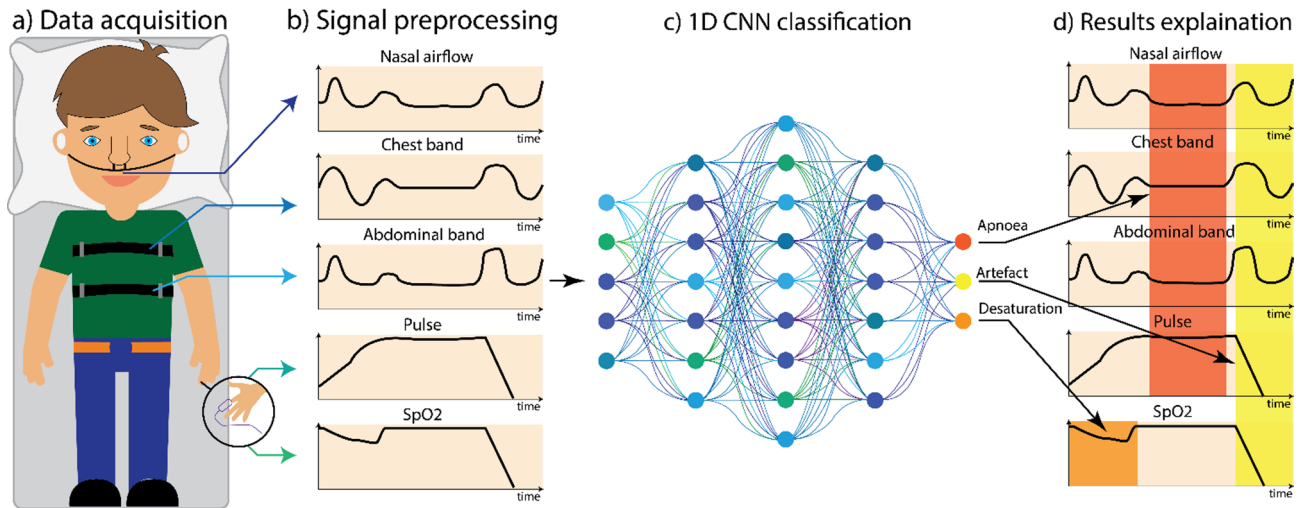 a) Data acquisition
b) Signal preprocessing
Nasal airflow
time
Chest band
time
Abdominal band
time
Pulse
time
SpO2
time
c) 1D CNN classification
Apnoea
Artefact
Desaturation
d) Results explaination
Nasal airflow
time
Chest band
time
Abdominal band
time
Pulse
time
SpO2
time